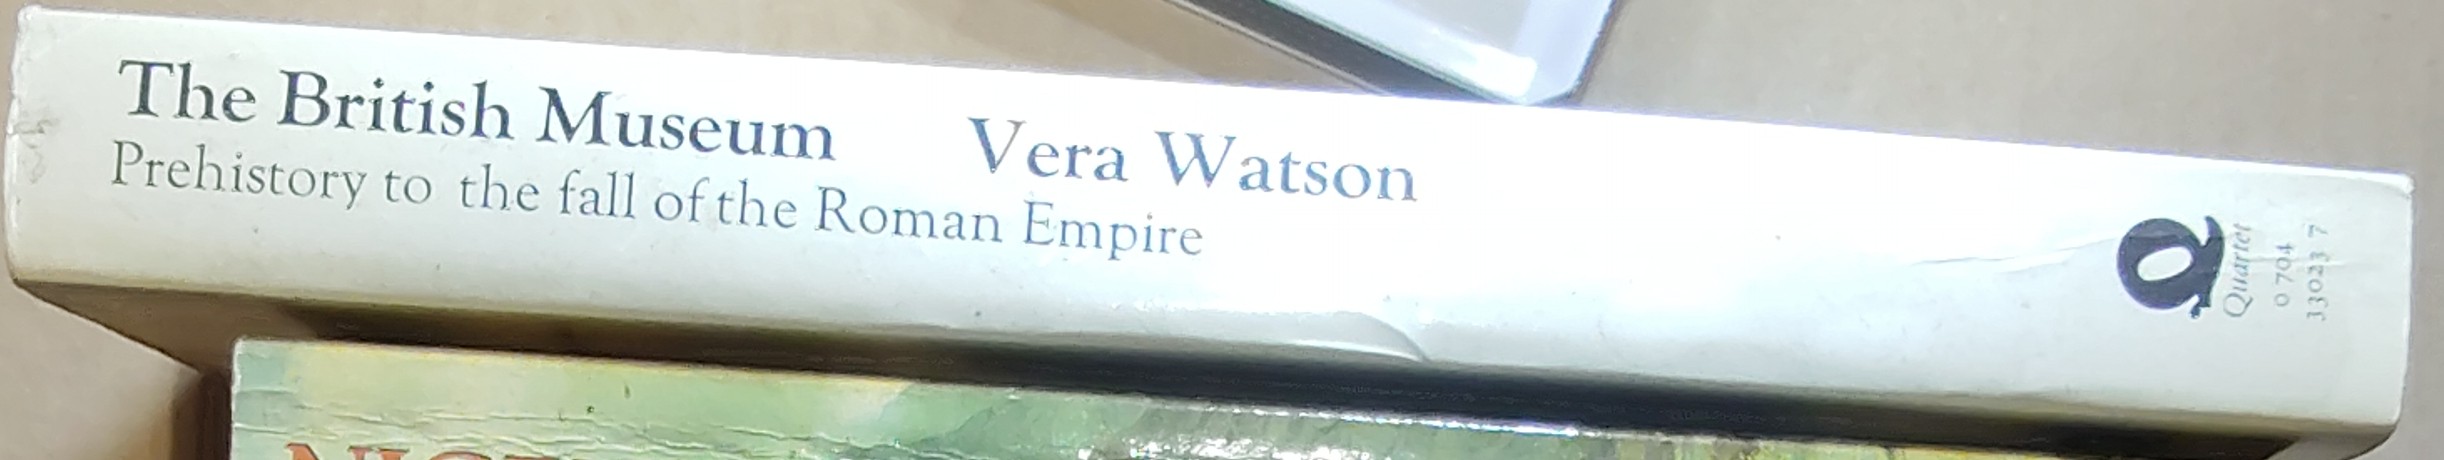 The British Museum
Prehistory to the fall of the Roman Empire
Vera Watson
Q
Quartet
0 704
33023 7